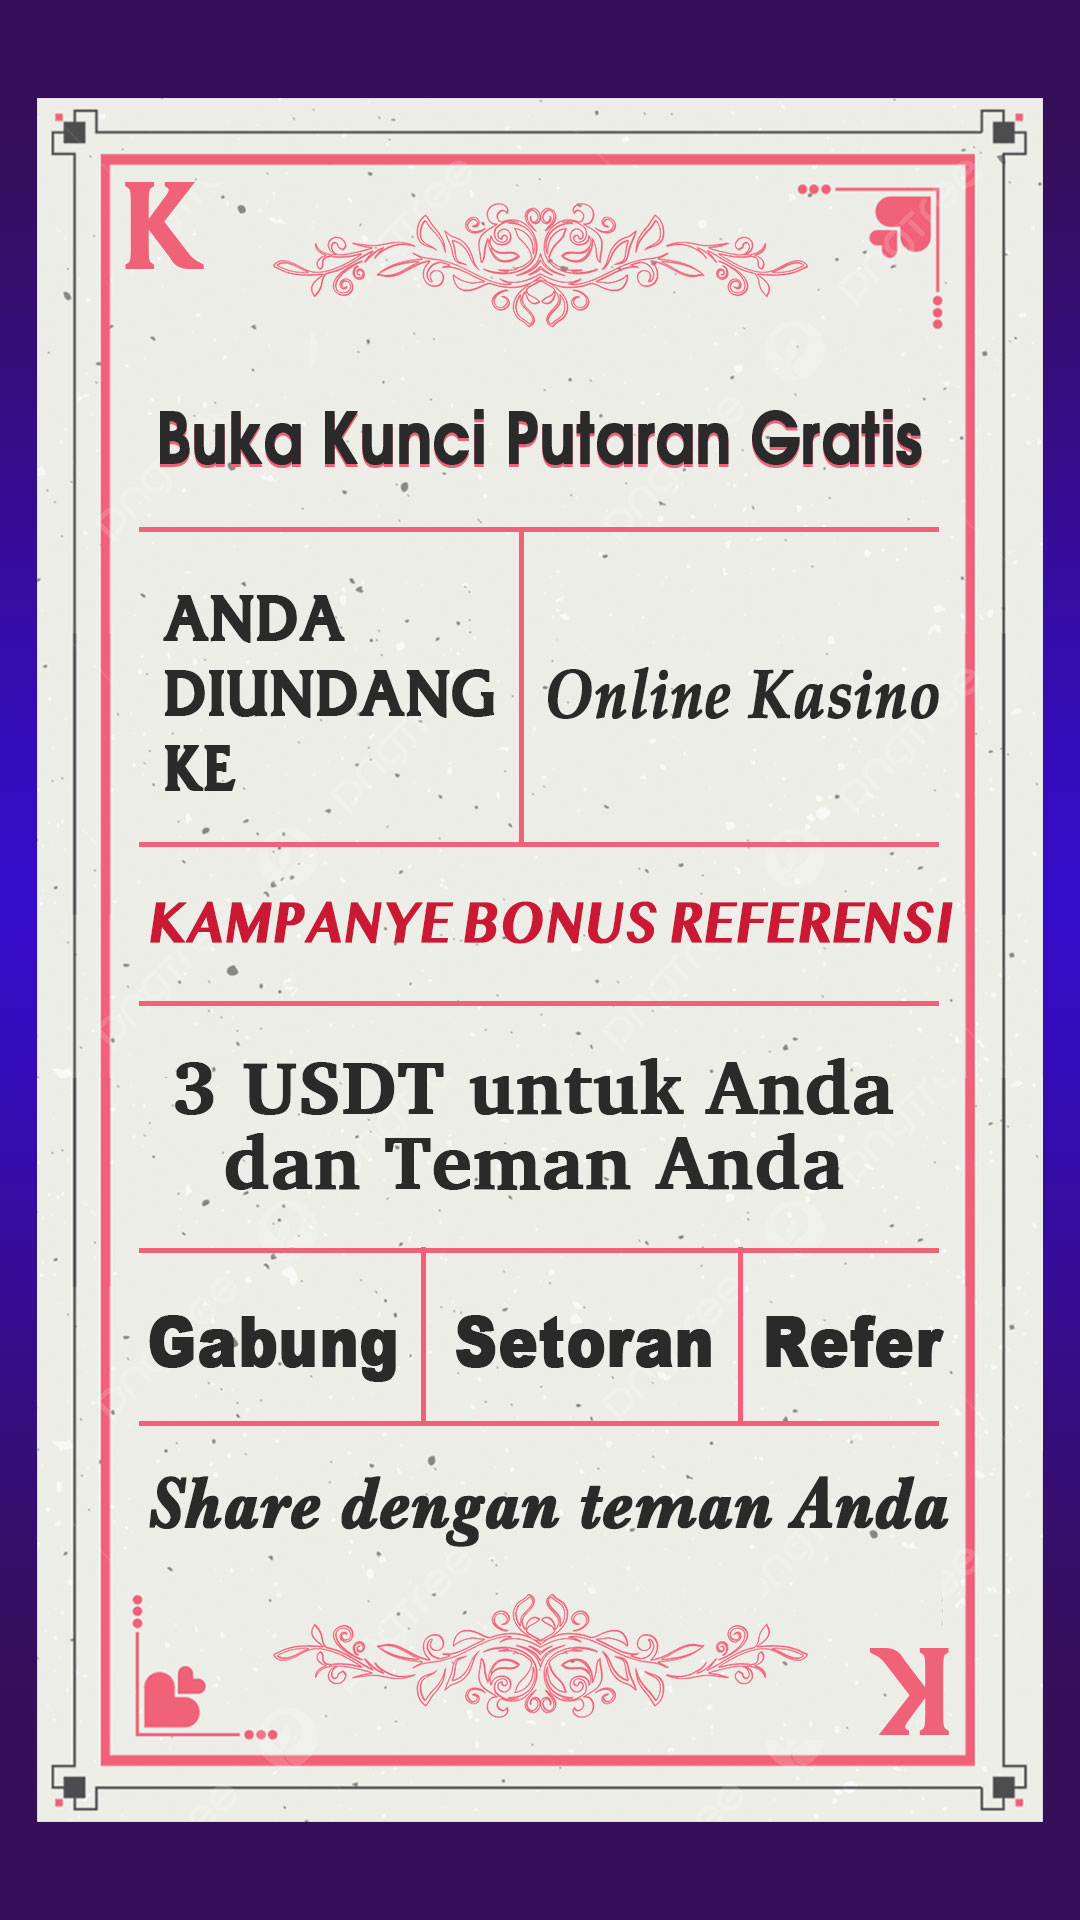 K
Buka Kunci Putaran Gratis
ANDA
DIUNDANG
KE
Online Kasino
KAMPANYE BONUS REFERENSI
3 USDT untuk Anda
dan Teman Anda
Gabung
Setoran
Refer
Share dengan teman Anda
K